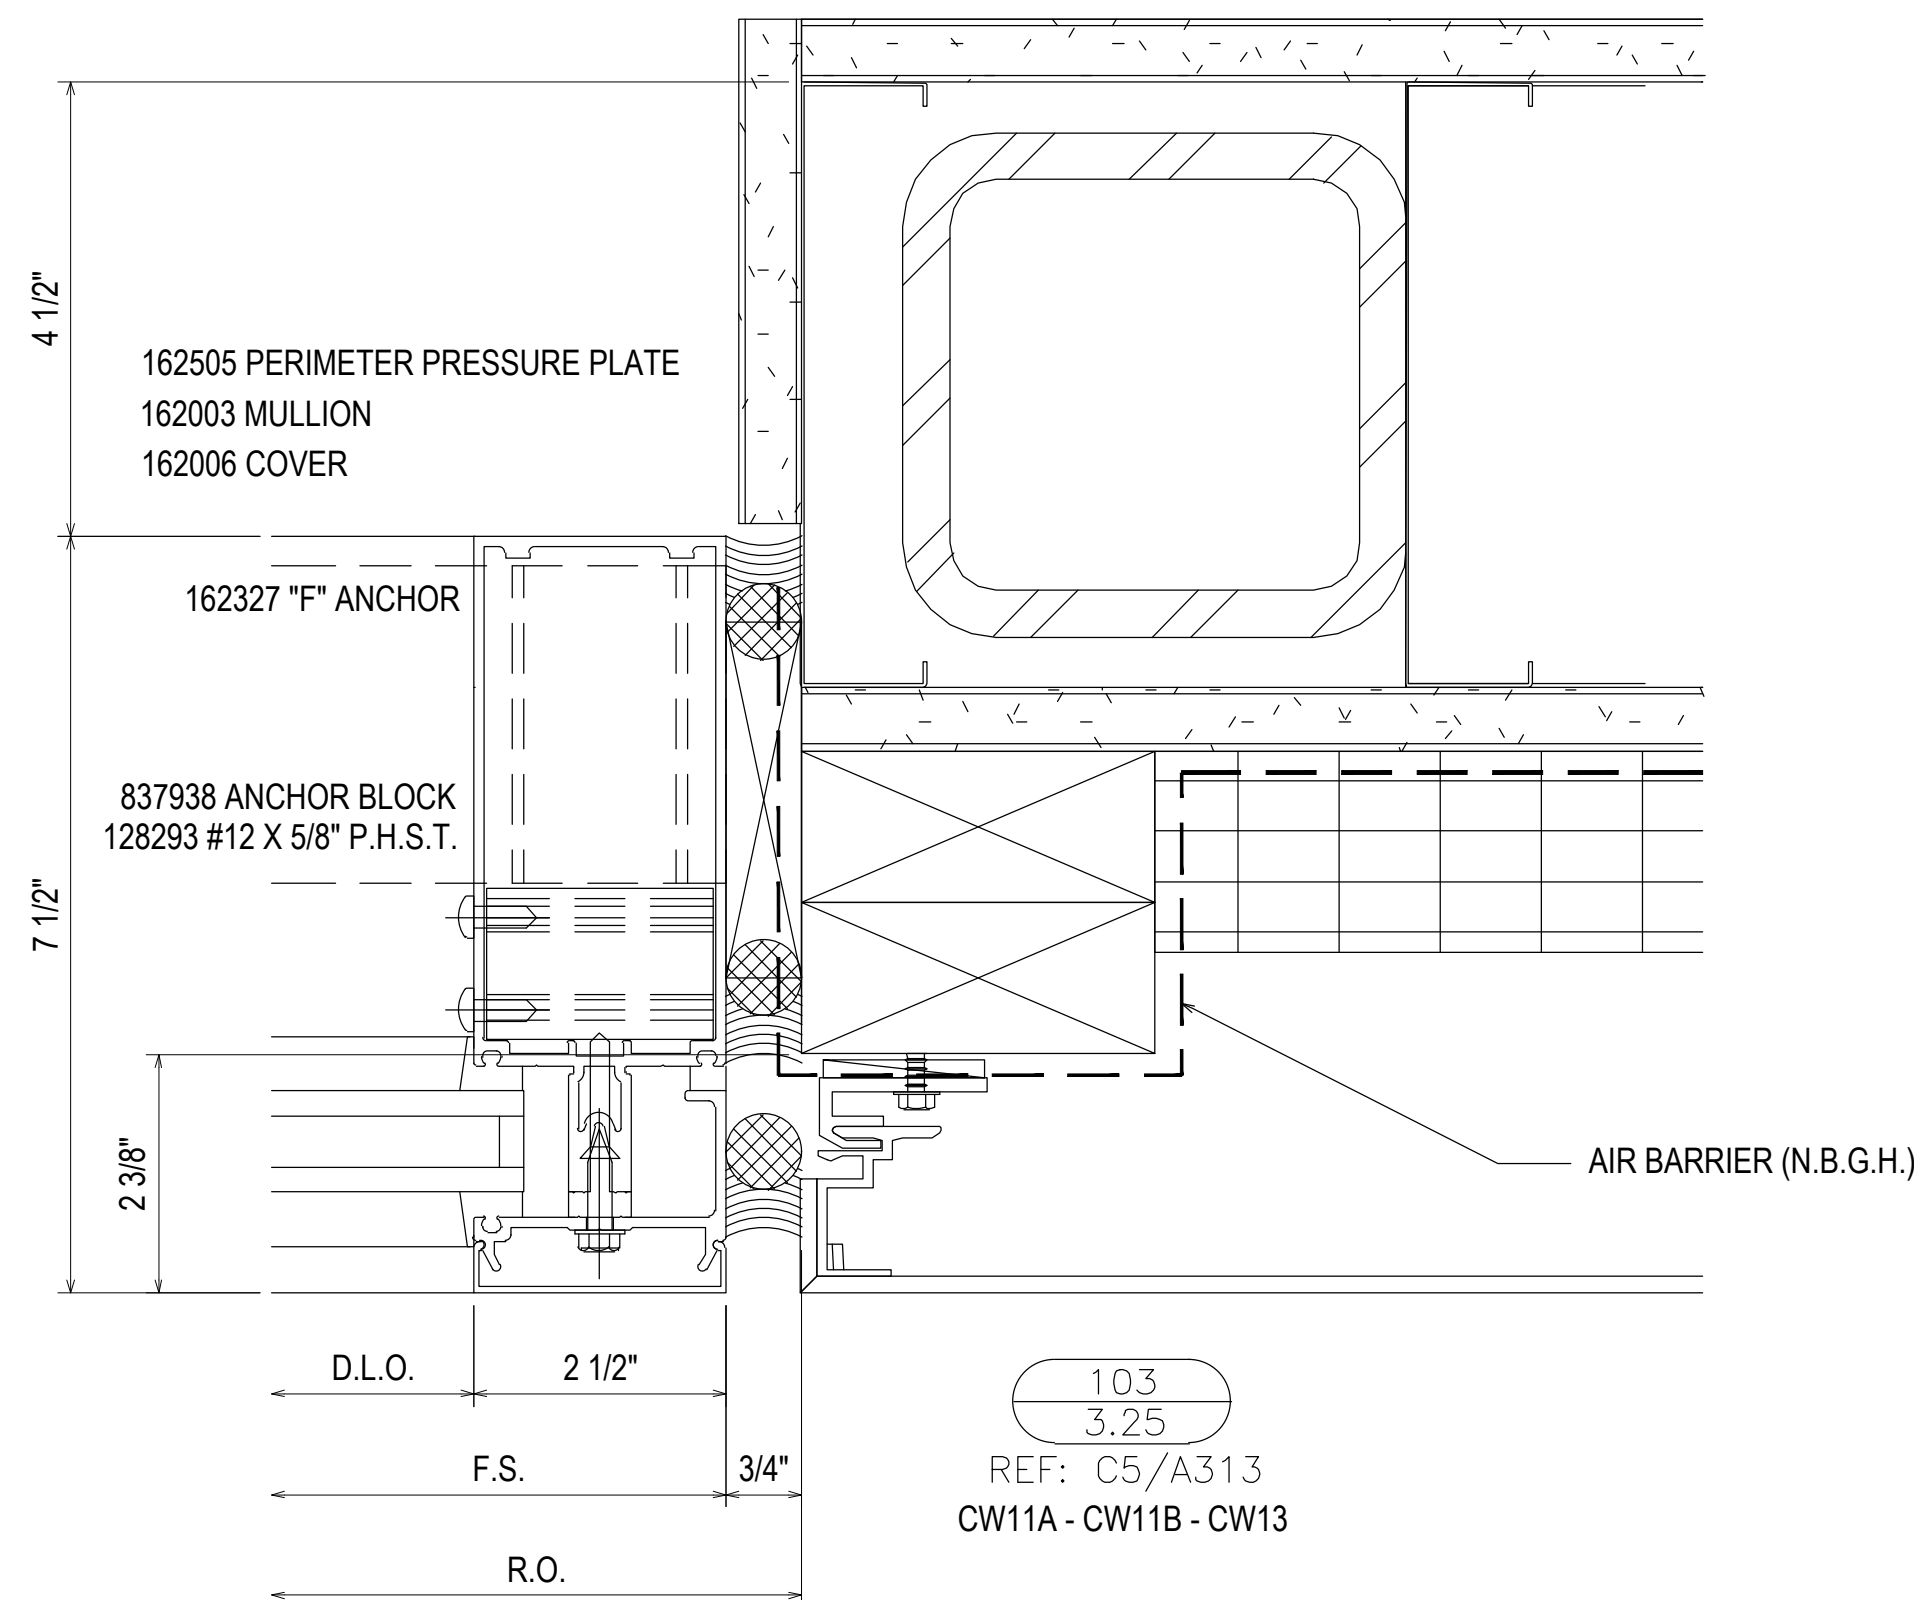 4 1/2"
162505 PERIMETER PRESSURE PLATE
162003 MULLION
162006 COVER
162327 "F" ANCHOR
837938 ANCHOR BLOCK
128293 #12 X 5/8" P.H.S.T.
7 1/2"
2 3/8"
AIR BARRIER (N.B.G.H.)
D.L.O.
2 1/2"
F.S.
3/4"
R.O.
103
3.25
REF: C5/A313
CW11A - CW11B - CW13